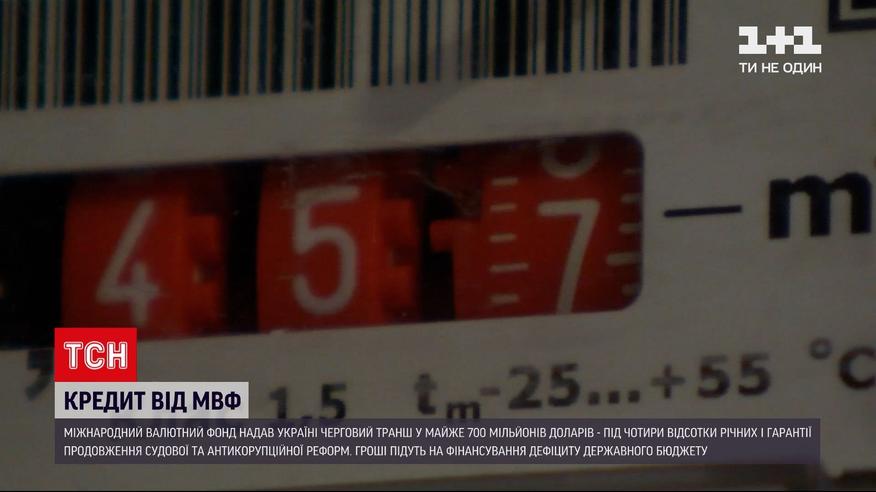 1+1
ТИ НЕ ОДИН
4 5 7 — m
1,5 tm -25...+55 °C
ТСН
КРЕДИТ ВІД МВФ
МІЖНАРОДНИЙ ВАЛЮТНИЙ ФОНД НАДАВ УКРАЇНІ ЧЕРГОВИЙ ТРАНШ У МАЙЖЕ 700 МІЛЬЙОНІВ ДОЛАРІВ - ПІД ЧОТИРИ ВІДСОТКИ РІЧНИХ І ГАРАНТІЇ
ПРОДОВЖЕННЯ СУДОВОЇ ТА АНТИКОРУПЦІЙНОЇ РЕФОРМ. ГРОШІ ПІДУТЬ НА ФІНАНСУВАННЯ ДЕФІЦИТУ ДЕРЖАВНОГО БЮДЖЕТУ